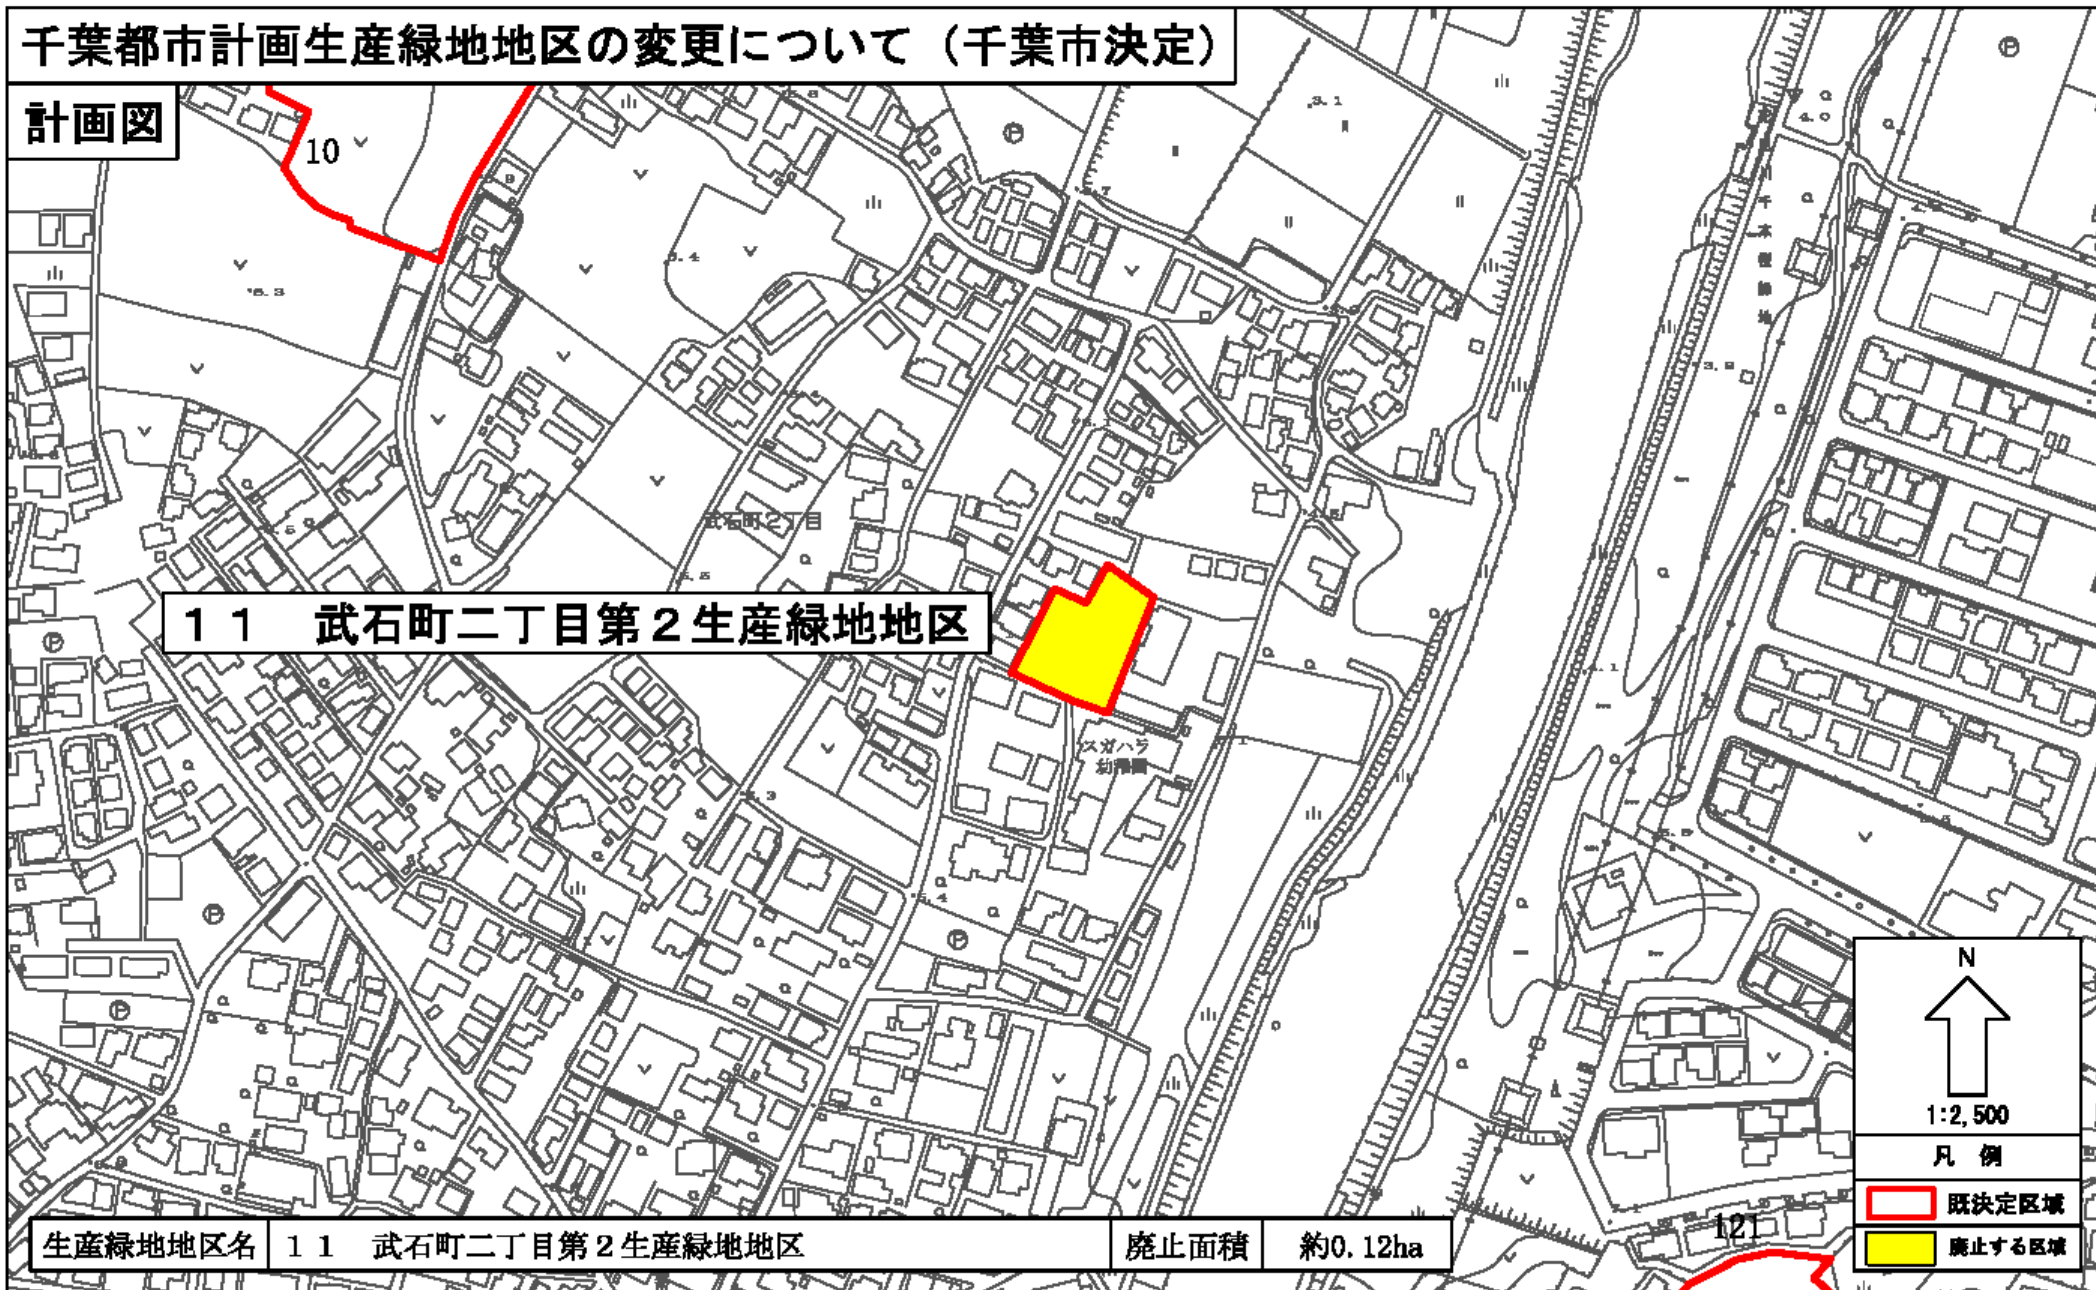 千葉都市計画生産緑地地区の変更について（千葉市決定）
計画図
10
武石町2丁目
１１　武石町二丁目第２生産緑地地区
スガハラ
幼稚園
N
1:2,500
凡　例
既決定区域
廃止する区域
121
生産緑地地区名　１１　武石町二丁目第２生産緑地地区　廃止面積　約0.12ha